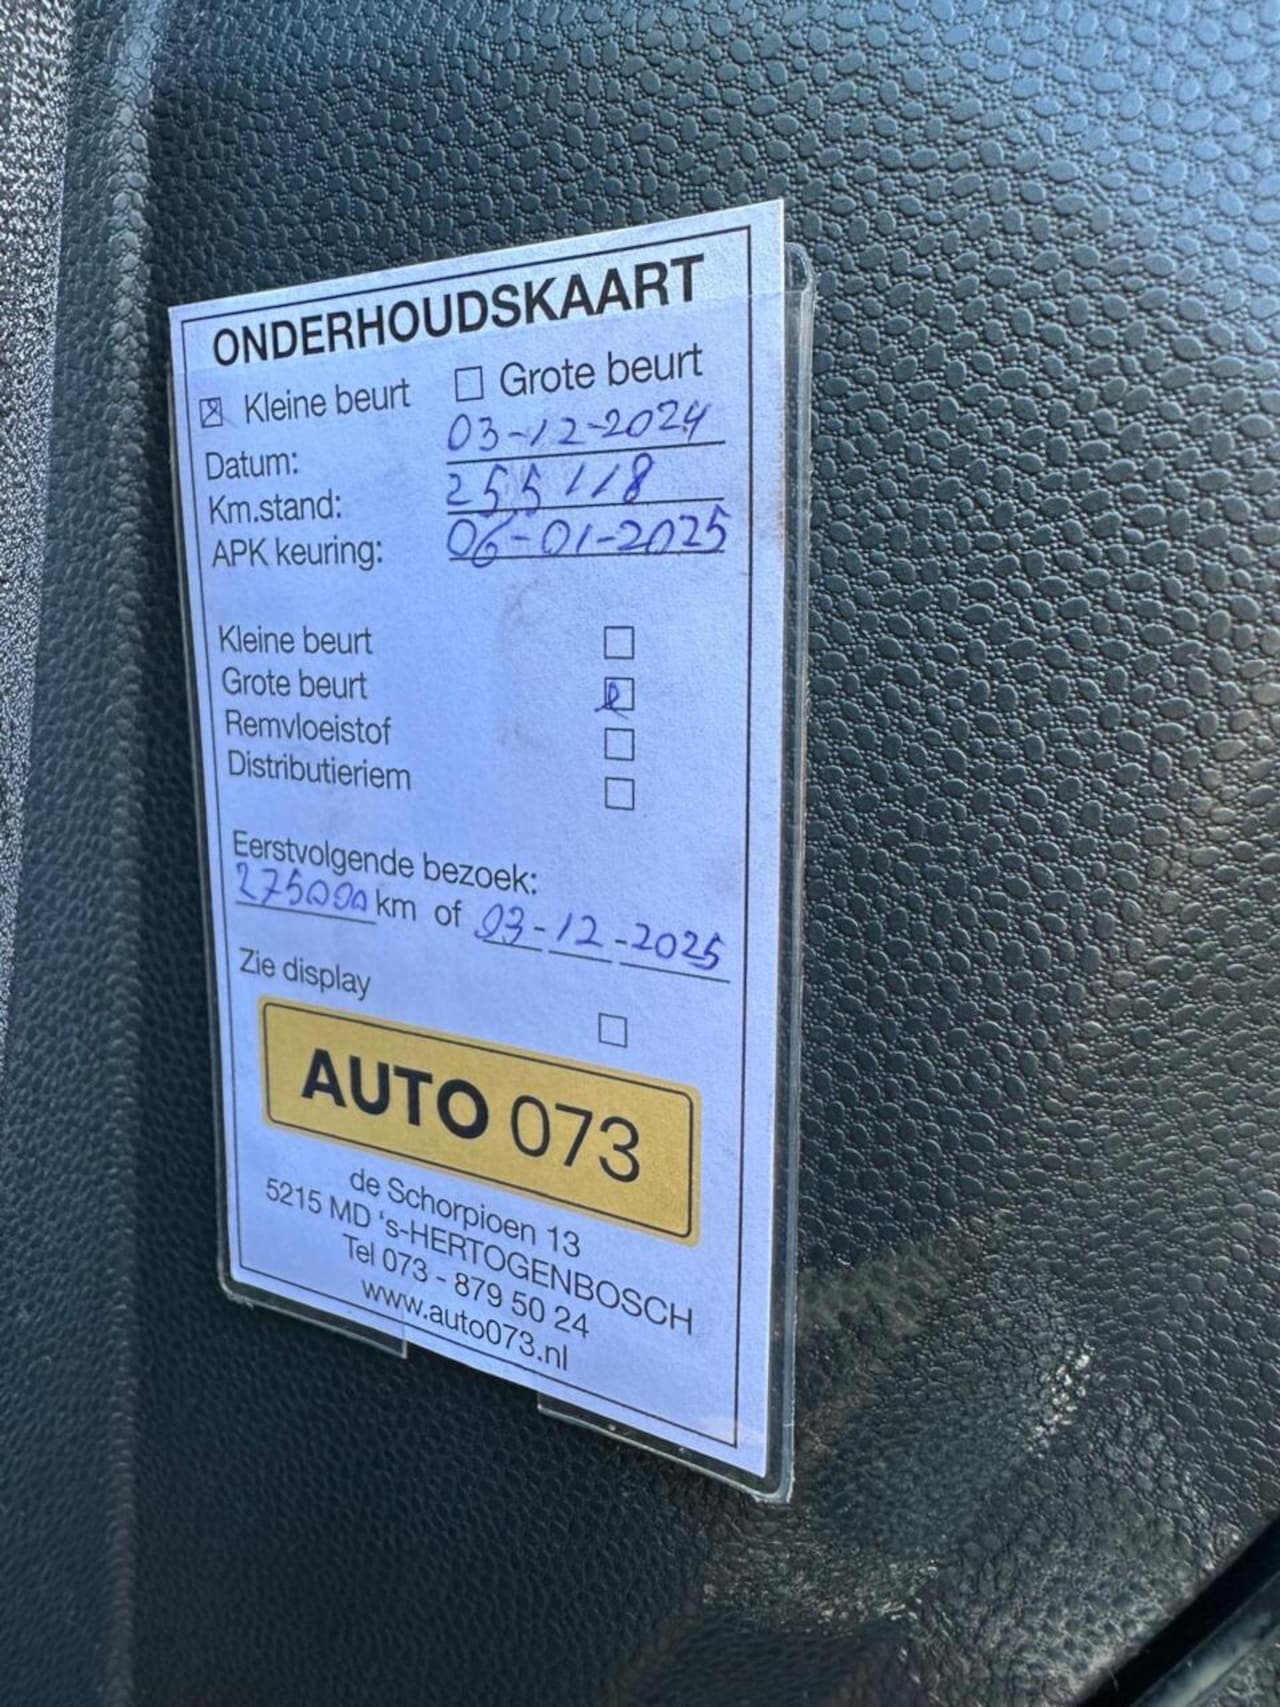 ONDERHOUDSKAART
☒ Kleine beurt ☐ Grote beurt
Datum: 03-12-2024
Km.stand: 255118
APK keuring: 06-01-2025
Kleine beurt ☐
Grote beurt ☒
Remvloeistof ☐
Distributieriem ☐
Eerstvolgende bezoek:
275000 km of 03-12-2025
Zie display ☐
AUTO 073
de Schorpioen 13
5215 MD 's-HERTOGENBOSCH
Tel 073 - 879 50 24
www.auto073.nl